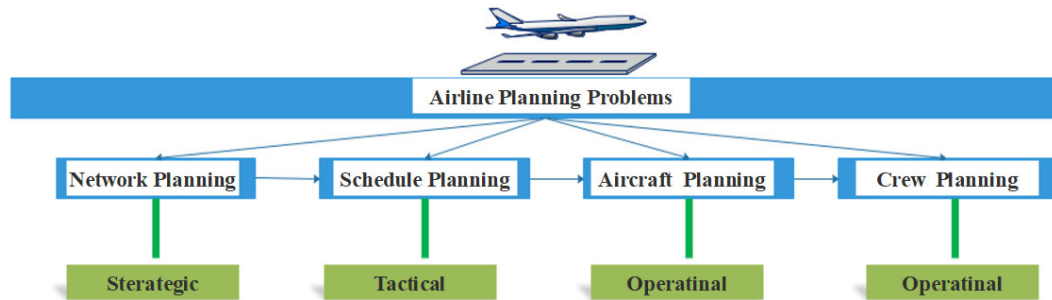 Airline Planning Problems
Network Planning
Schedule Planning
Aircraft Planning
Crew Planning
Sterategic
Tactical
Operatinal
Operatinal